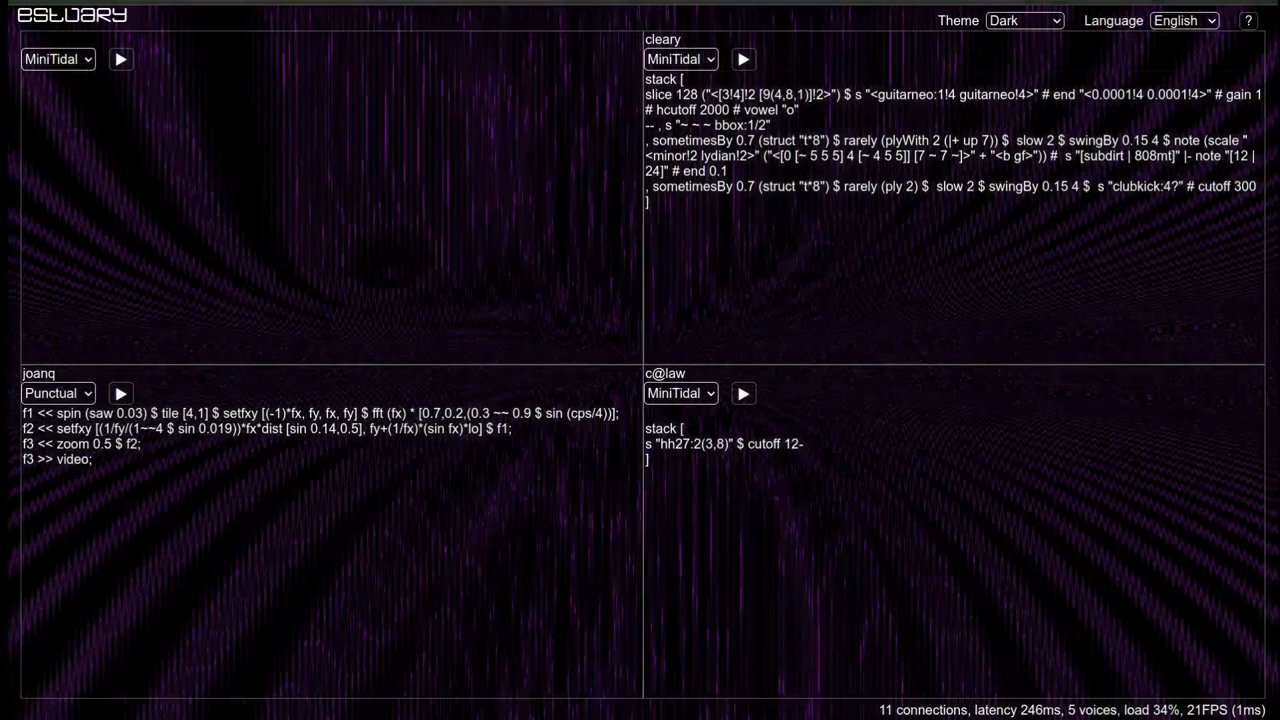 estuary
Theme Dark Language English ?
MiniTidal
cleary
MiniTidal
stack [
slice 128 ("<[3!4]!2 [9(4,8,1)]!2>") $ s "<guitarneo:1!4 guitarneo!4>" # end "<0.0001!4 0.0001!4>" # gain 1
# hcutoff 2000 # vowel "o"
-- , s "~ ~ ~ bbox:1/2"
, sometimesBy 0.7 (struct "t*8") $ rarely (plyWith 2 (|+ up 7)) $  slow 2 $ swingBy 0.15 4 $ note (scale "
<minor!2 lydian!2>" ("<[0 [~ 5 5 5] 4 [~ 4 5 5]] [7 ~ 7 ~]>" + "<b gf>")) #  s "[subdirt | 808mt]" |- note "[12 |
24]" # end 0.1
, sometimesBy 0.7 (struct "t*8") $ rarely (ply 2) $  slow 2 $ swingBy 0.15 4 $  s "clubkick:4?" # cutoff 300
]
joanq
Punctual
f1 << spin (saw 0.03) $ tile [4,1] $ setfxy [(-1)*fx, fy, fx, fy] $ fft (fx) * [0.7,0.2,(0.3 ~~ 0.9 $ sin (cps/4))];
f2 << setfxy [(1/fy/(1~~4 $ sin 0.019))*fx*dist [sin 0.14,0.5], fy+(1/fx)*(sin fx)*lo] $ f1;
f3 << zoom 0.5 $ f2;
f3 >> video;
c@law
MiniTidal
stack [
s "hh27:2(3,8)" $ cutoff 12-
]
11 connections, latency 246ms, 5 voices, load 34%, 21FPS (1ms)